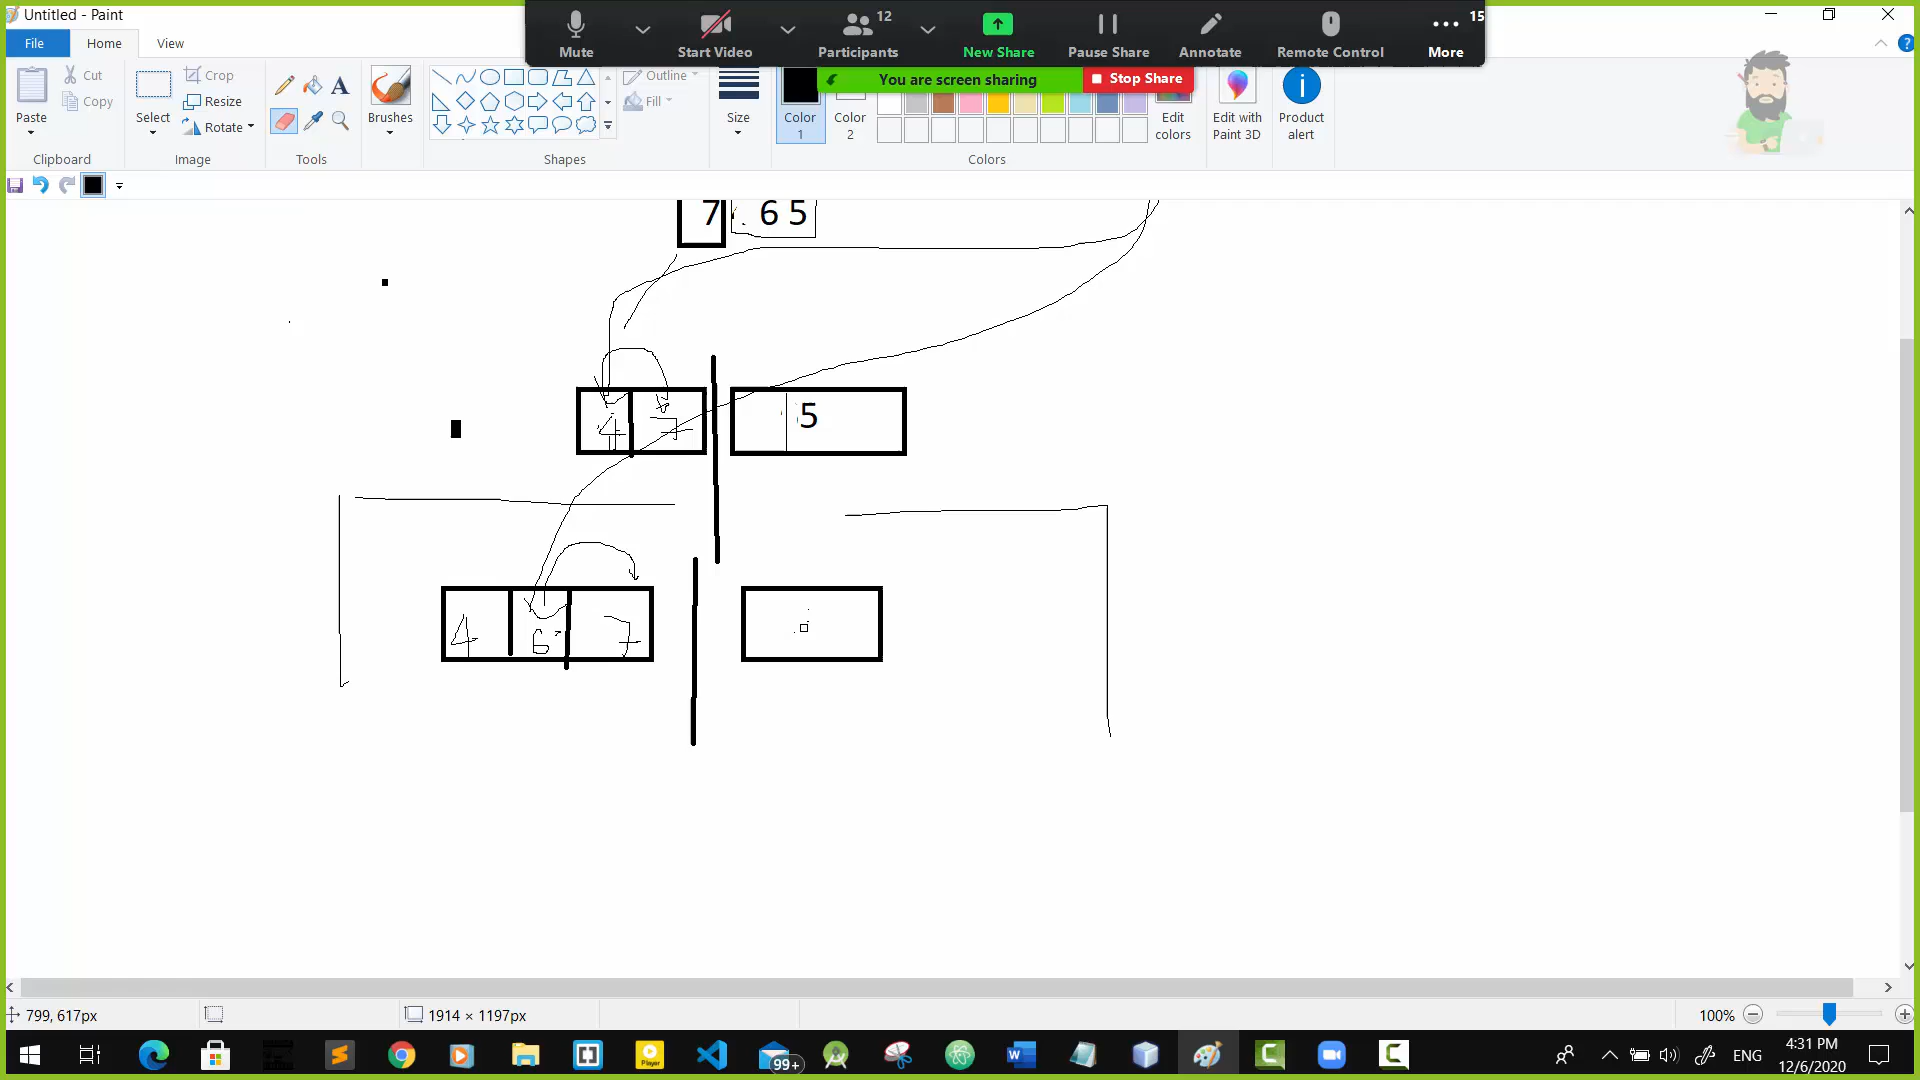 Untitled - Paint
Mute
Start Video
12
Participants
New Share
Pause Share
Annotate
Remote Control
15
More
You are screen sharing
Stop Share
File
Home
View
Paste
Cut
Copy
Clipboard
Select
Crop
Resize
Rotate
Image
A
Tools
Brushes
Outline
Fill
Shapes
Size
Color 1
Color 2
Edit colors
Colors
Edit with Paint 3D
Product alert
7 6 5
4 7 5
4 6 7
799, 617px
1914 × 1197px
100%
99+
ENG
4:31 PM
12/6/2020